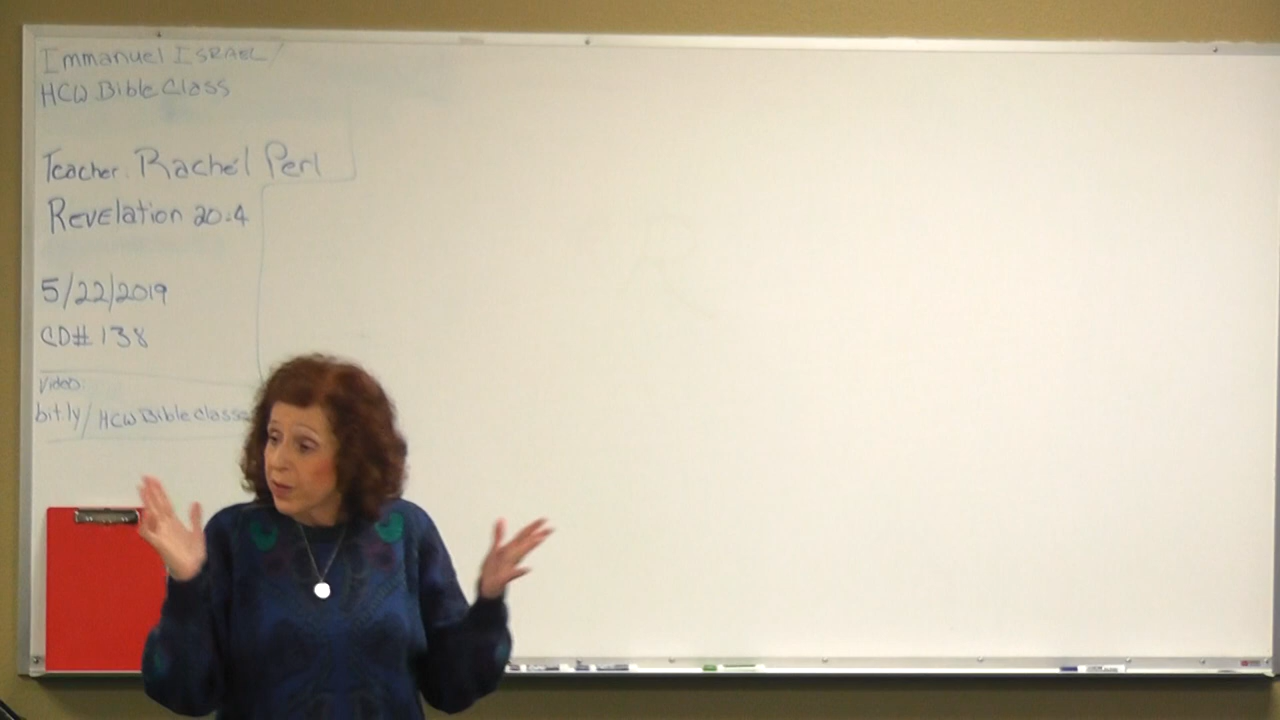 Immanuel ISRAEL/
HCW Bible Class
Teacher: Rachel Perl
Revelation 20:4
5/22/2019
CD# 138
Video:
bit.ly/HCWBibleClasse